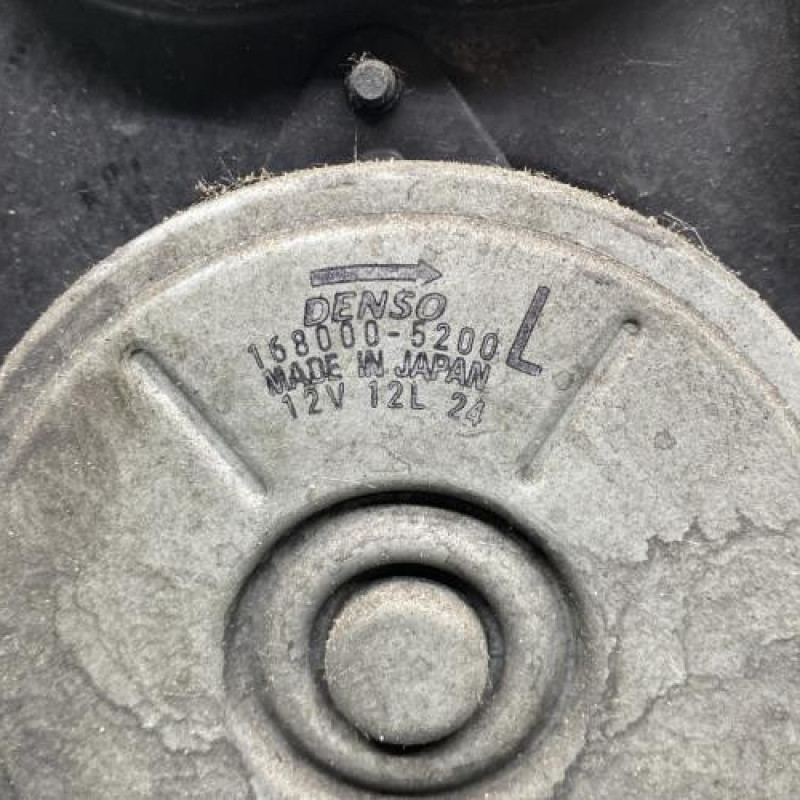 DENSO
168000-5200 L
MADE IN JAPAN
12V 12L 24